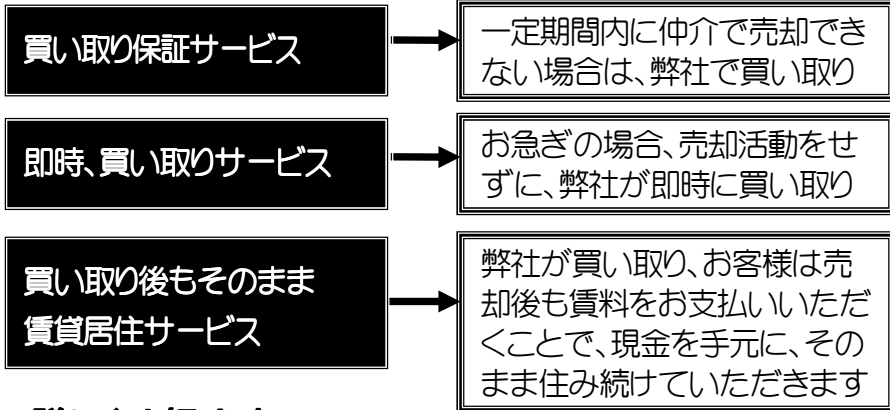 買い取り保証サービス
一定期間内に仲介で売却でき
ない場合は、弊社で買い取り
即時、買い取りサービス
お急ぎの場合、売却活動をせ
ずに、弊社が即時に買い取り
買い取り後もそのまま
賃貸居住サービス
弊社が買い取り、お客様は売
却後も賃料をお支払いいただ
くことで、現金を手元に、その
まま住み続けていただきます